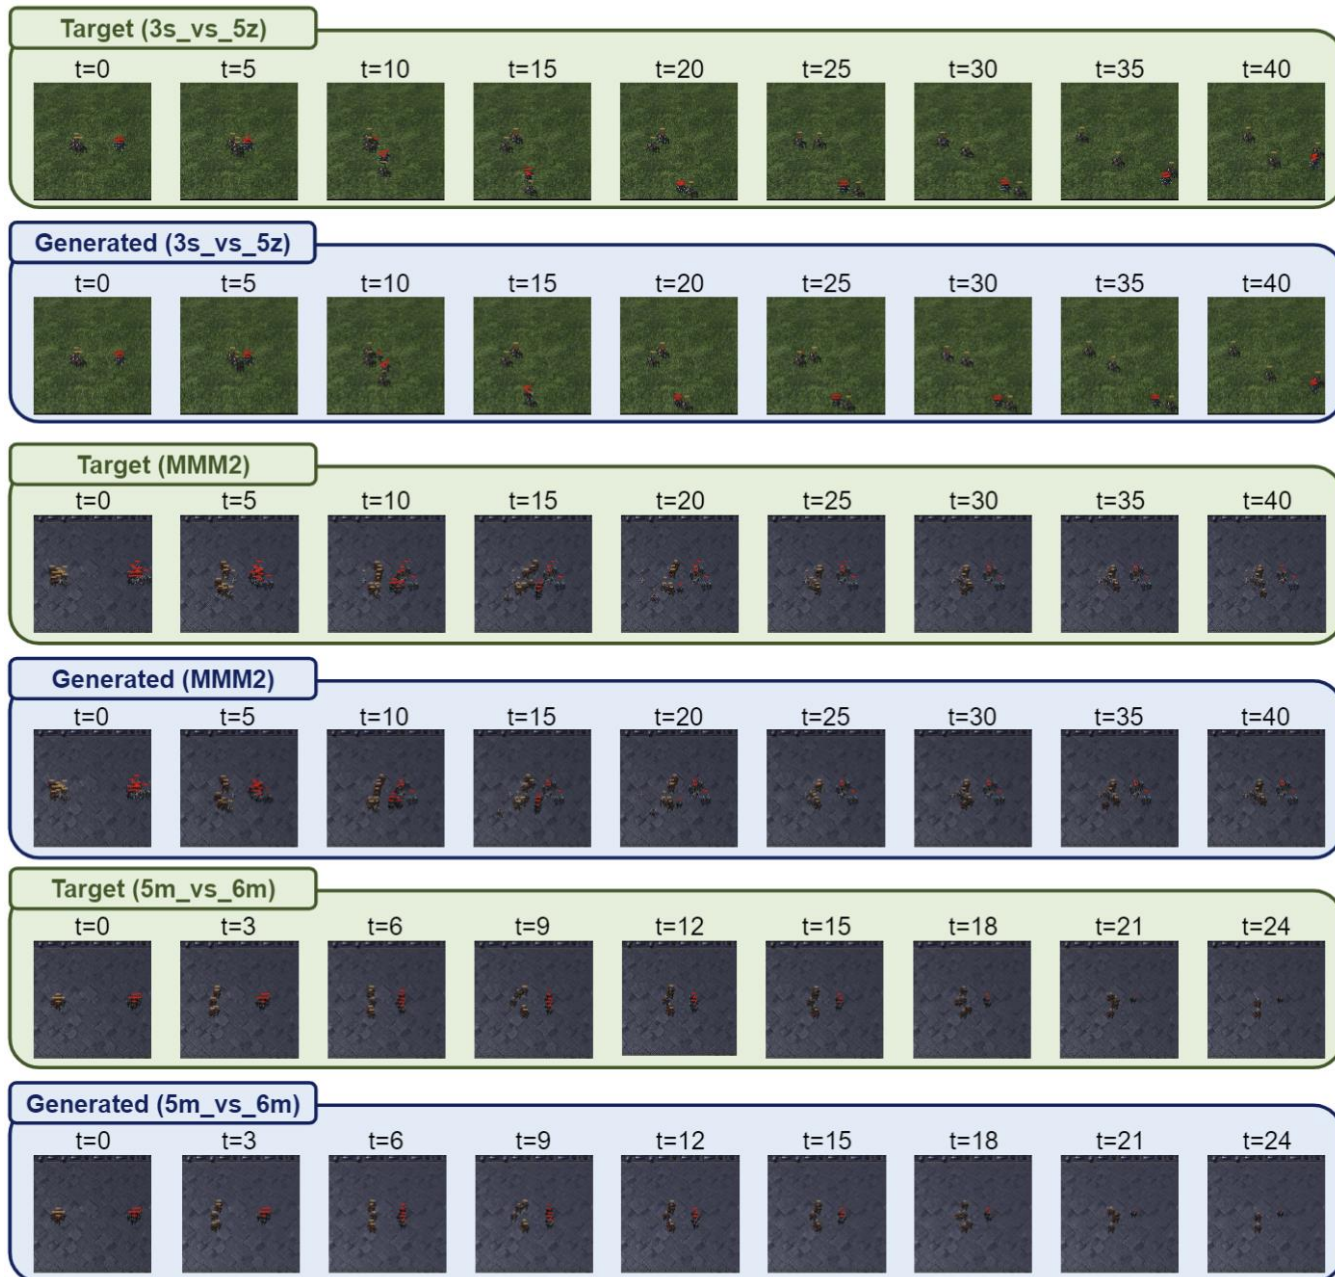 Target (3s_vs_5z)
t=0 t=5 t=10 t=15 t=20 t=25 t=30 t=35 t=40
Generated (3s_vs_5z)
t=0 t=5 t=10 t=15 t=20 t=25 t=30 t=35 t=40
Target (MMM2)
t=0 t=5 t=10 t=15 t=20 t=25 t=30 t=35 t=40
Generated (MMM2)
t=0 t=5 t=10 t=15 t=20 t=25 t=30 t=35 t=40
Target (5m_vs_6m)
t=0 t=3 t=6 t=9 t=12 t=15 t=18 t=21 t=24
Generated (5m_vs_6m)
t=0 t=3 t=6 t=9 t=12 t=15 t=18 t=21 t=24